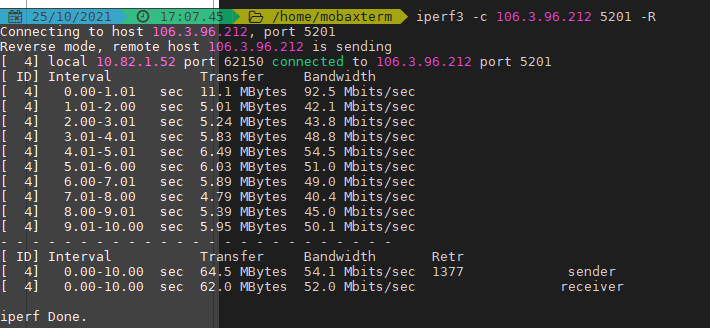 25/10/2021 17:07.45 /home/mobaxterm iperf3 -c 106.3.96.212 5201 -R
Connecting to host 106.3.96.212, port 5201
Reverse mode, remote host 106.3.96.212 is sending
[  4] local 10.82.1.52 port 62150 connected to 106.3.96.212 port 5201
[ ID] Interval           Transfer     Bandwidth
[  4]   0.00-1.01   sec  11.1 MBytes  92.5 Mbits/sec
[  4]   1.01-2.00   sec  5.01 MBytes  42.1 Mbits/sec
[  4]   2.00-3.01   sec  5.24 MBytes  43.8 Mbits/sec
[  4]   3.01-4.01   sec  5.83 MBytes  48.8 Mbits/sec
[  4]   4.01-5.01   sec  6.49 MBytes  54.5 Mbits/sec
[  4]   5.01-6.00   sec  6.03 MBytes  51.0 Mbits/sec
[  4]   6.00-7.01   sec  5.89 MBytes  49.0 Mbits/sec
[  4]   7.01-8.00   sec  4.79 MBytes  40.4 Mbits/sec
[  4]   8.00-9.01   sec  5.39 MBytes  45.0 Mbits/sec
[  4]   9.01-10.00  sec  5.95 MBytes  50.1 Mbits/sec
- - - - - - - - - - - - - - - - - - - - - - - - -
[ ID] Interval           Transfer     Bandwidth       Retr
[  4]   0.00-10.00  sec  64.5 MBytes  54.1 Mbits/sec  1377             sender
[  4]   0.00-10.00  sec  62.0 MBytes  52.0 Mbits/sec                  receiver
iperf Done.